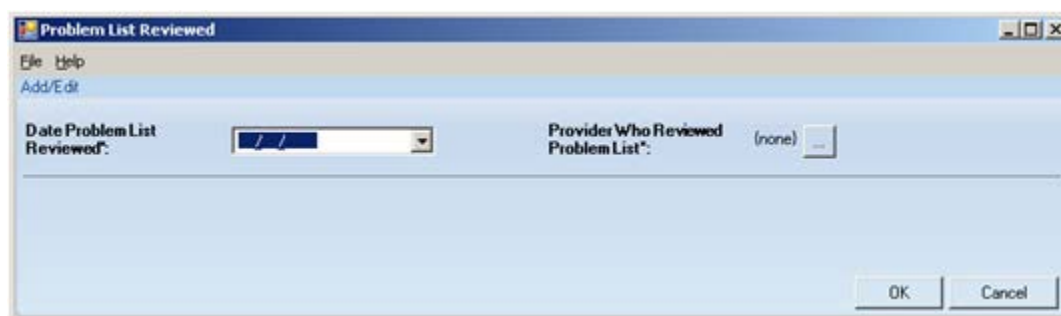 Problem List Reviewed
File Help
Add/Edit
Date Problem List
Reviewed*:
_/_/_
Provider Who Reviewed
Problem List*:
(none) ...
OK Cancel